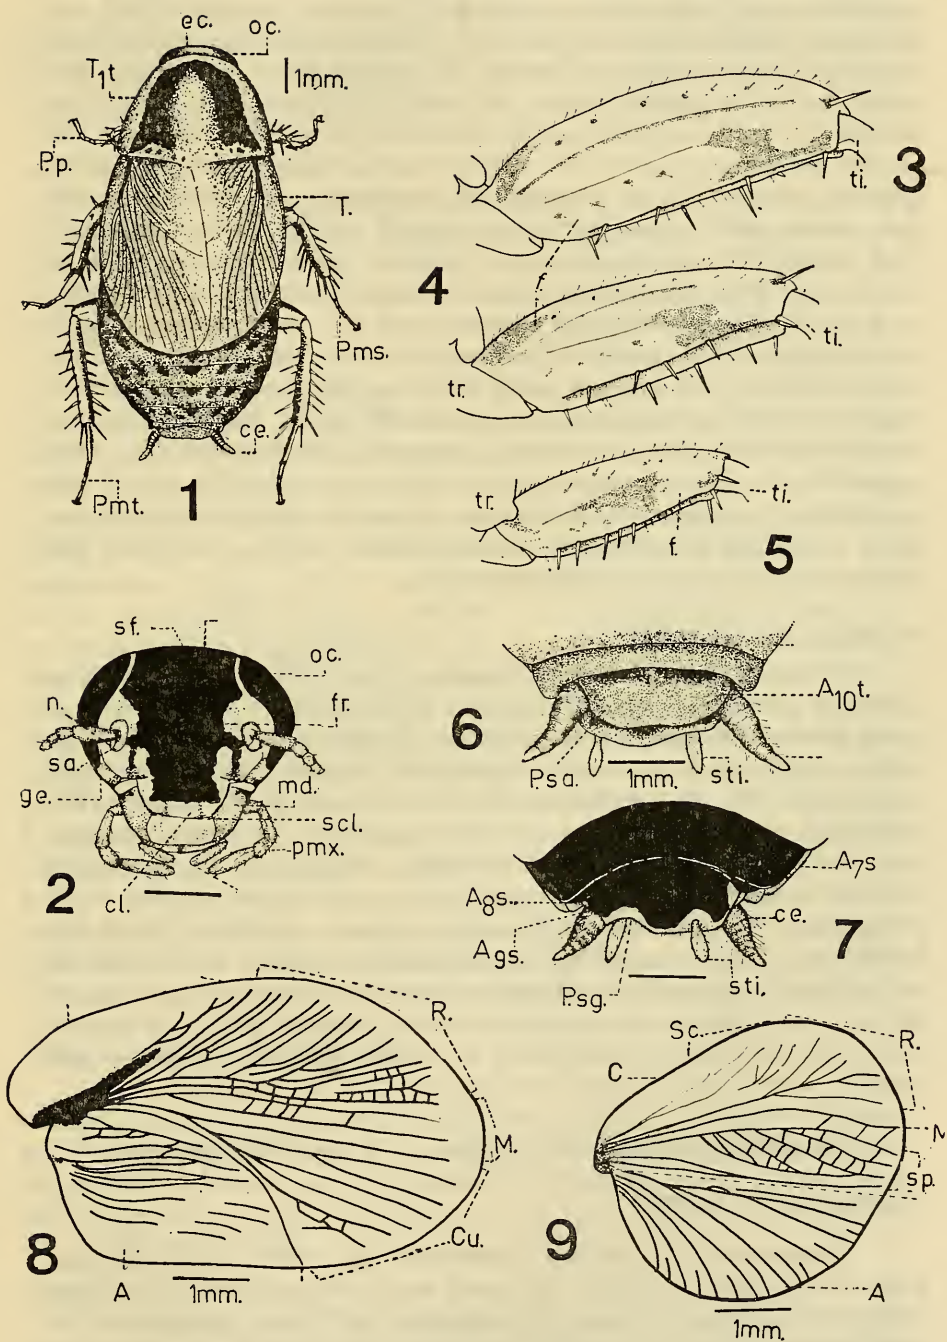 ec.
oc.
T1t
1mm.
P.p.
T.
Pms.
ce.
P.mt.
1
3
ti.
4
tr.
ti.
tr.
ti.
f.
5
sf.
oc.
n.
fr.
sa.
ge.
md.
scl.
pmx.
cl.
2
A10t.
6
P.sa.
1mm.
sti.
A7s
A8s.
ce.
A9s.
7
P.sg.
sti.
R.
M.
Cu.
8
A
1mm.
Sc.
R.
C
M
sp.
9
A
1mm.